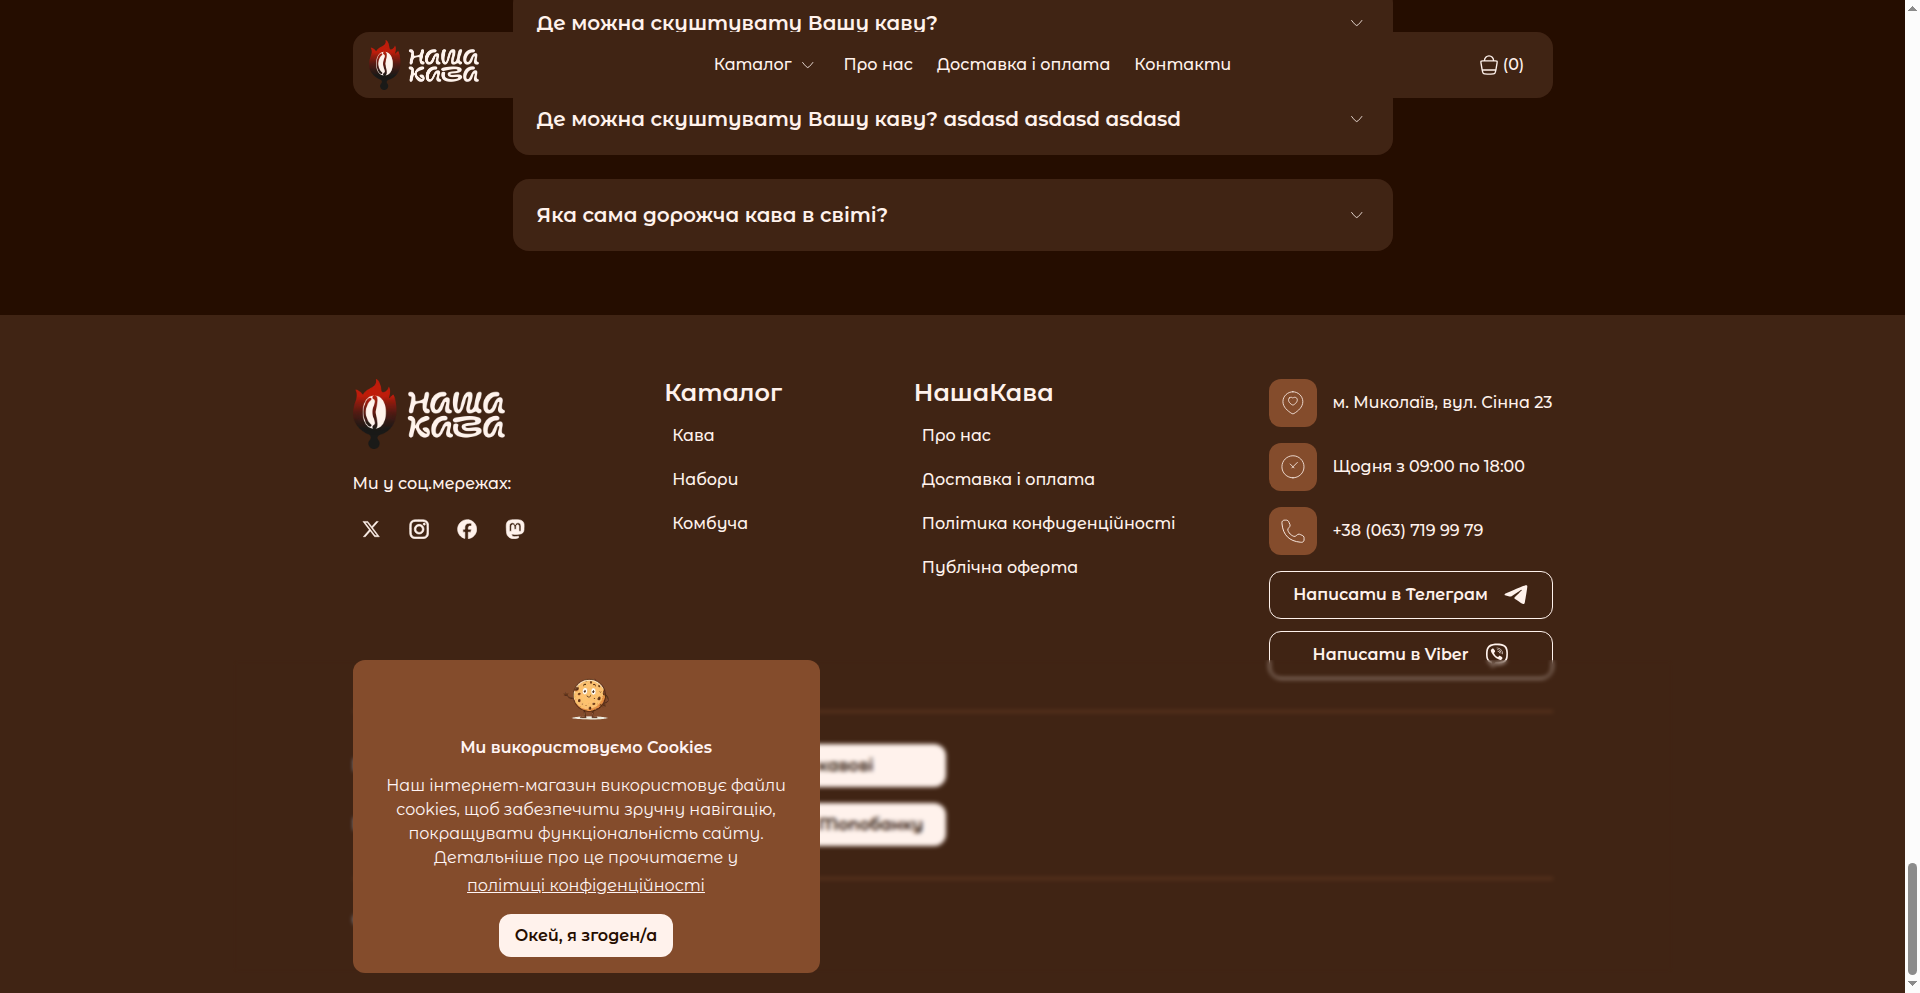 Де можна скуштувату Вашу каву?
Наша
Кава
Каталог
Про нас
Доставка і оплата
Контакти
(0)
Де можна скуштувату Вашу каву? asdasd asdasd asdasd
Яка сама дорожча кава в світі?
Наша
Кава
Ми у соц.мережах:
Каталог
Кава
Набори
Комбуча
НашаКава
Про нас
Доставка і оплата
Політика конфиденційності
Публічна оферта
м. Миколаїв, вул. Сінна 23
Щодня з 09:00 по 18:00
+38 (063) 719 99 79
Написати в Телеграм
Написати в Viber
Ми використовуємо Cookies
Наш інтернет-магазин використовує файли
cookies, щоб забезпечити зручну навігацію,
покращувати функціональність сайту.
Детальніше про це прочитаєте у
політиці конфіденційності
Окей, я згоден/а